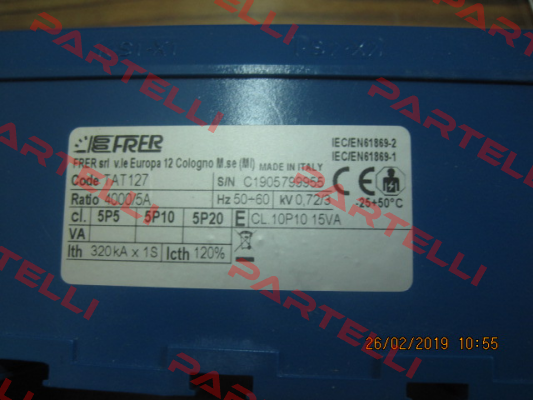 FRER
IEC/EN61869-2
IEC/EN61869-1
FRER srl v.le Europa 12 Cologno M.se (MI) MADE IN ITALY
Code TAT127 S/N C1905799955
Ratio 4000/5A Hz 50÷60 kV 0,72/3 -25+50°C
cl. 5P5 5P10 5P20 E CL 10P10 15VA
VA
Ith 320kA x 1S Icth 120%
26/02/2019 10:55
PARTELLI
PARTELLI
PARTELLI
PARTELLI
PARTELLI